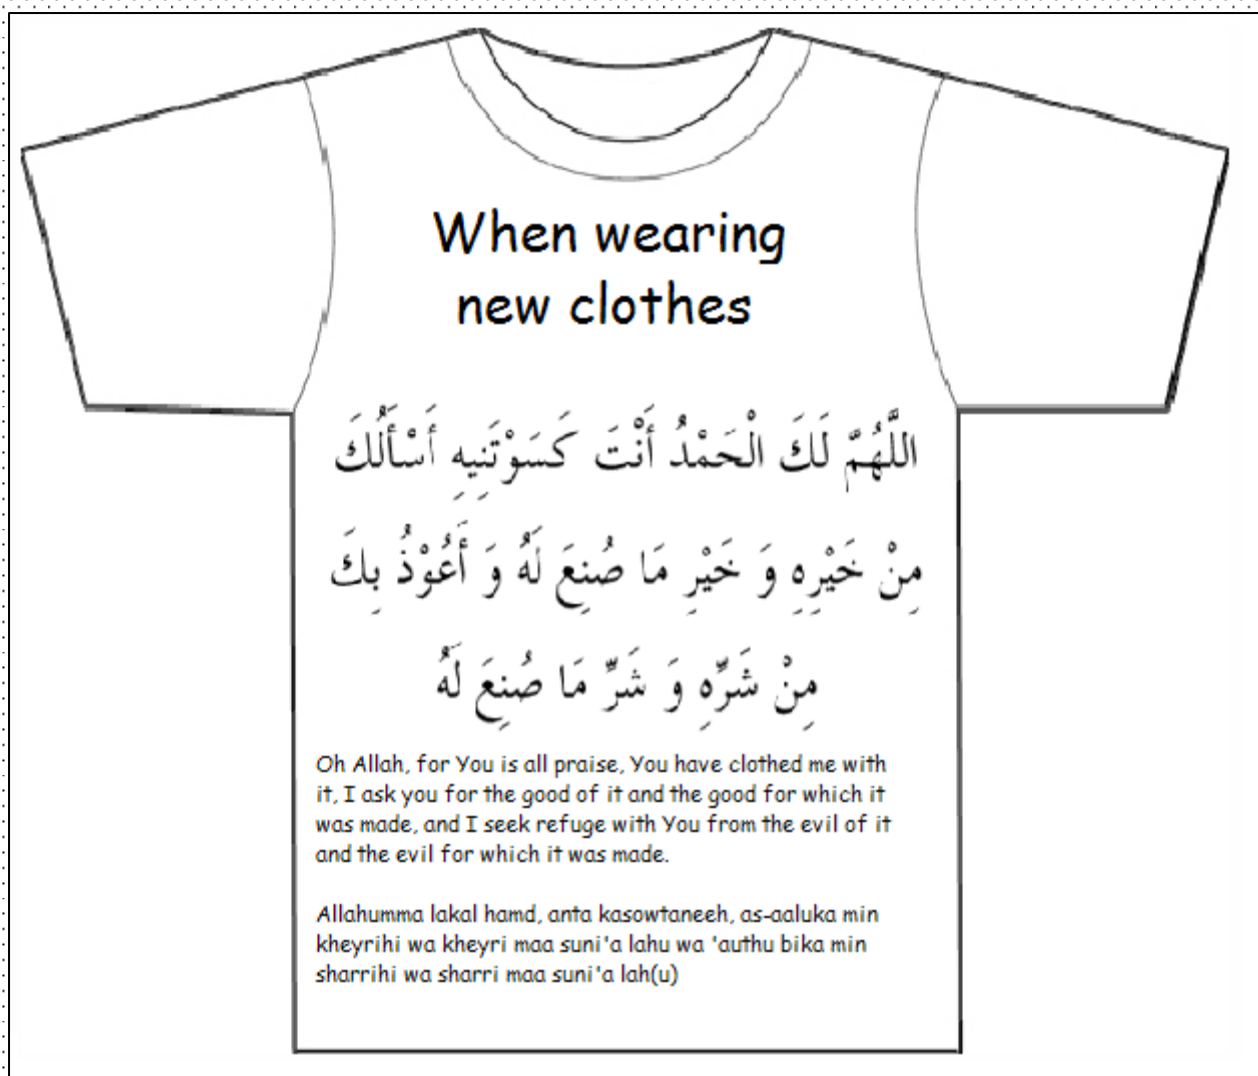 When wearing
new clothes
اللَّهُمَّ لَكَ الْحَمْدُ أَنْتَ كَسَوْتَنِيهِ أَسْأَلُكَ
مِنْ خَيْرِهِ وَ خَيْرِ مَا صُنِعَ لَهُ وَ أَعُوْذُ بِكَ
مِنْ شَرِّهِ وَ شَرِّ مَا صُنِعَ لَهُ
Oh Allah, for You is all praise, You have clothed me with
it, I ask you for the good of it and the good for which it
was made, and I seek refuge with You from the evil of it
and the evil for which it was made.
Allahumma lakal hamd, anta kasowtaneeh, as-aaluka min
kheyrihi wa kheyri maa suni'a lahu wa 'authu bika min
sharrihi wa sharri maa suni'a lah(u)